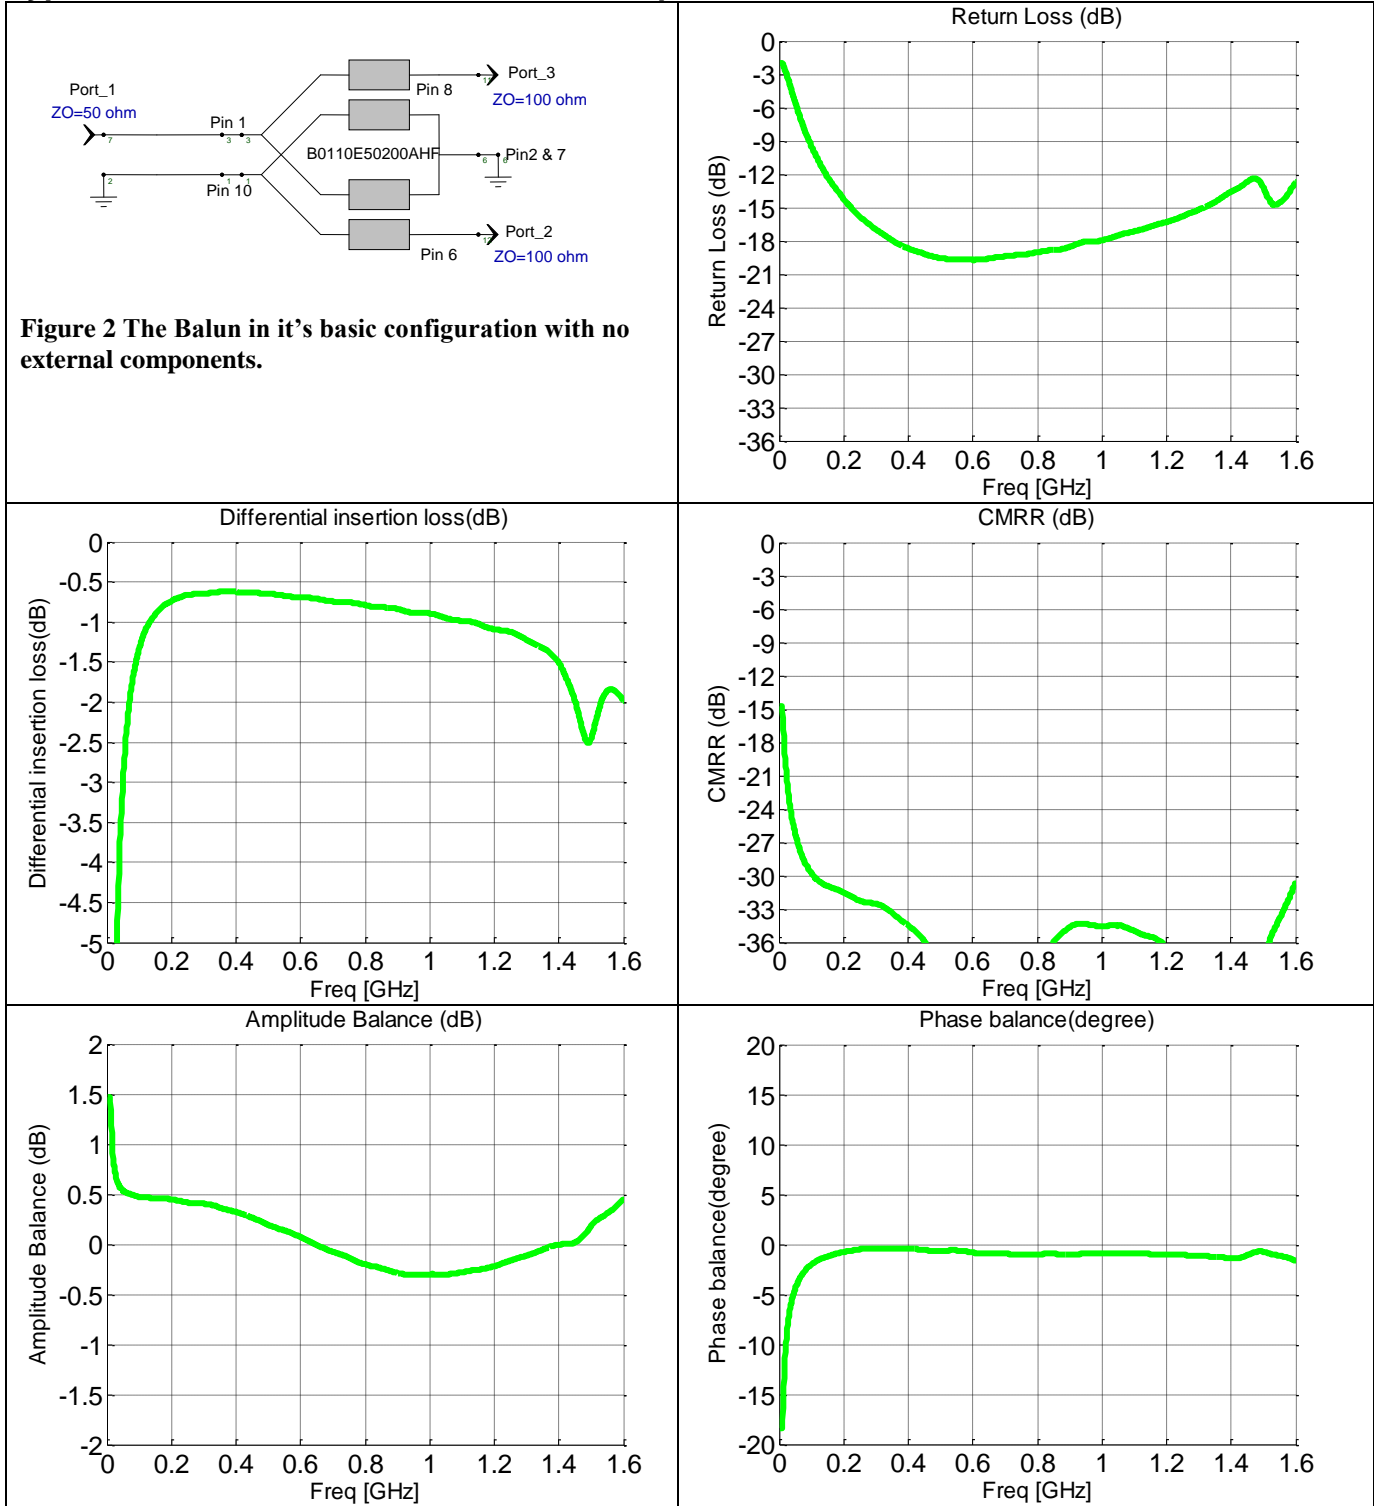 Port_1
ZO=50 ohm
7
2
Pin 1
3 3
1 1
Pin 10
B0110E50200AHF
Pin 8
Port_3
ZO=100 ohm
6
6
Pin2 & 7
Pin 6
Port_2
ZO=100 ohm
Figure 2 The Balun in it’s basic configuration with no
external components.
Return Loss (dB)
Return Loss (dB)
0
-3
-6
-9
-12
-15
-18
-21
-24
-27
-30
-33
-36
0 0.2 0.4 0.6 0.8 1 1.2 1.4 1.6
Freq [GHz]
Differential insertion loss(dB)
Differential insertion loss(dB)
0
-0.5
-1
-1.5
-2
-2.5
-3
-3.5
-4
-4.5
-5
0 0.2 0.4 0.6 0.8 1 1.2 1.4 1.6
Freq [GHz]
CMRR (dB)
CMRR (dB)
0
-3
-6
-9
-12
-15
-18
-21
-24
-27
-30
-33
-36
0 0.2 0.4 0.6 0.8 1 1.2 1.4 1.6
Freq [GHz]
Amplitude Balance (dB)
Amplitude Balance (dB)
2
1.5
1
0.5
0
-0.5
-1
-1.5
-2
0 0.2 0.4 0.6 0.8 1 1.2 1.4 1.6
Freq [GHz]
Phase balance(degree)
Phase balance(degree)
20
15
10
5
0
-5
-10
-15
-20
0 0.2 0.4 0.6 0.8 1 1.2 1.4 1.6
Freq [GHz]